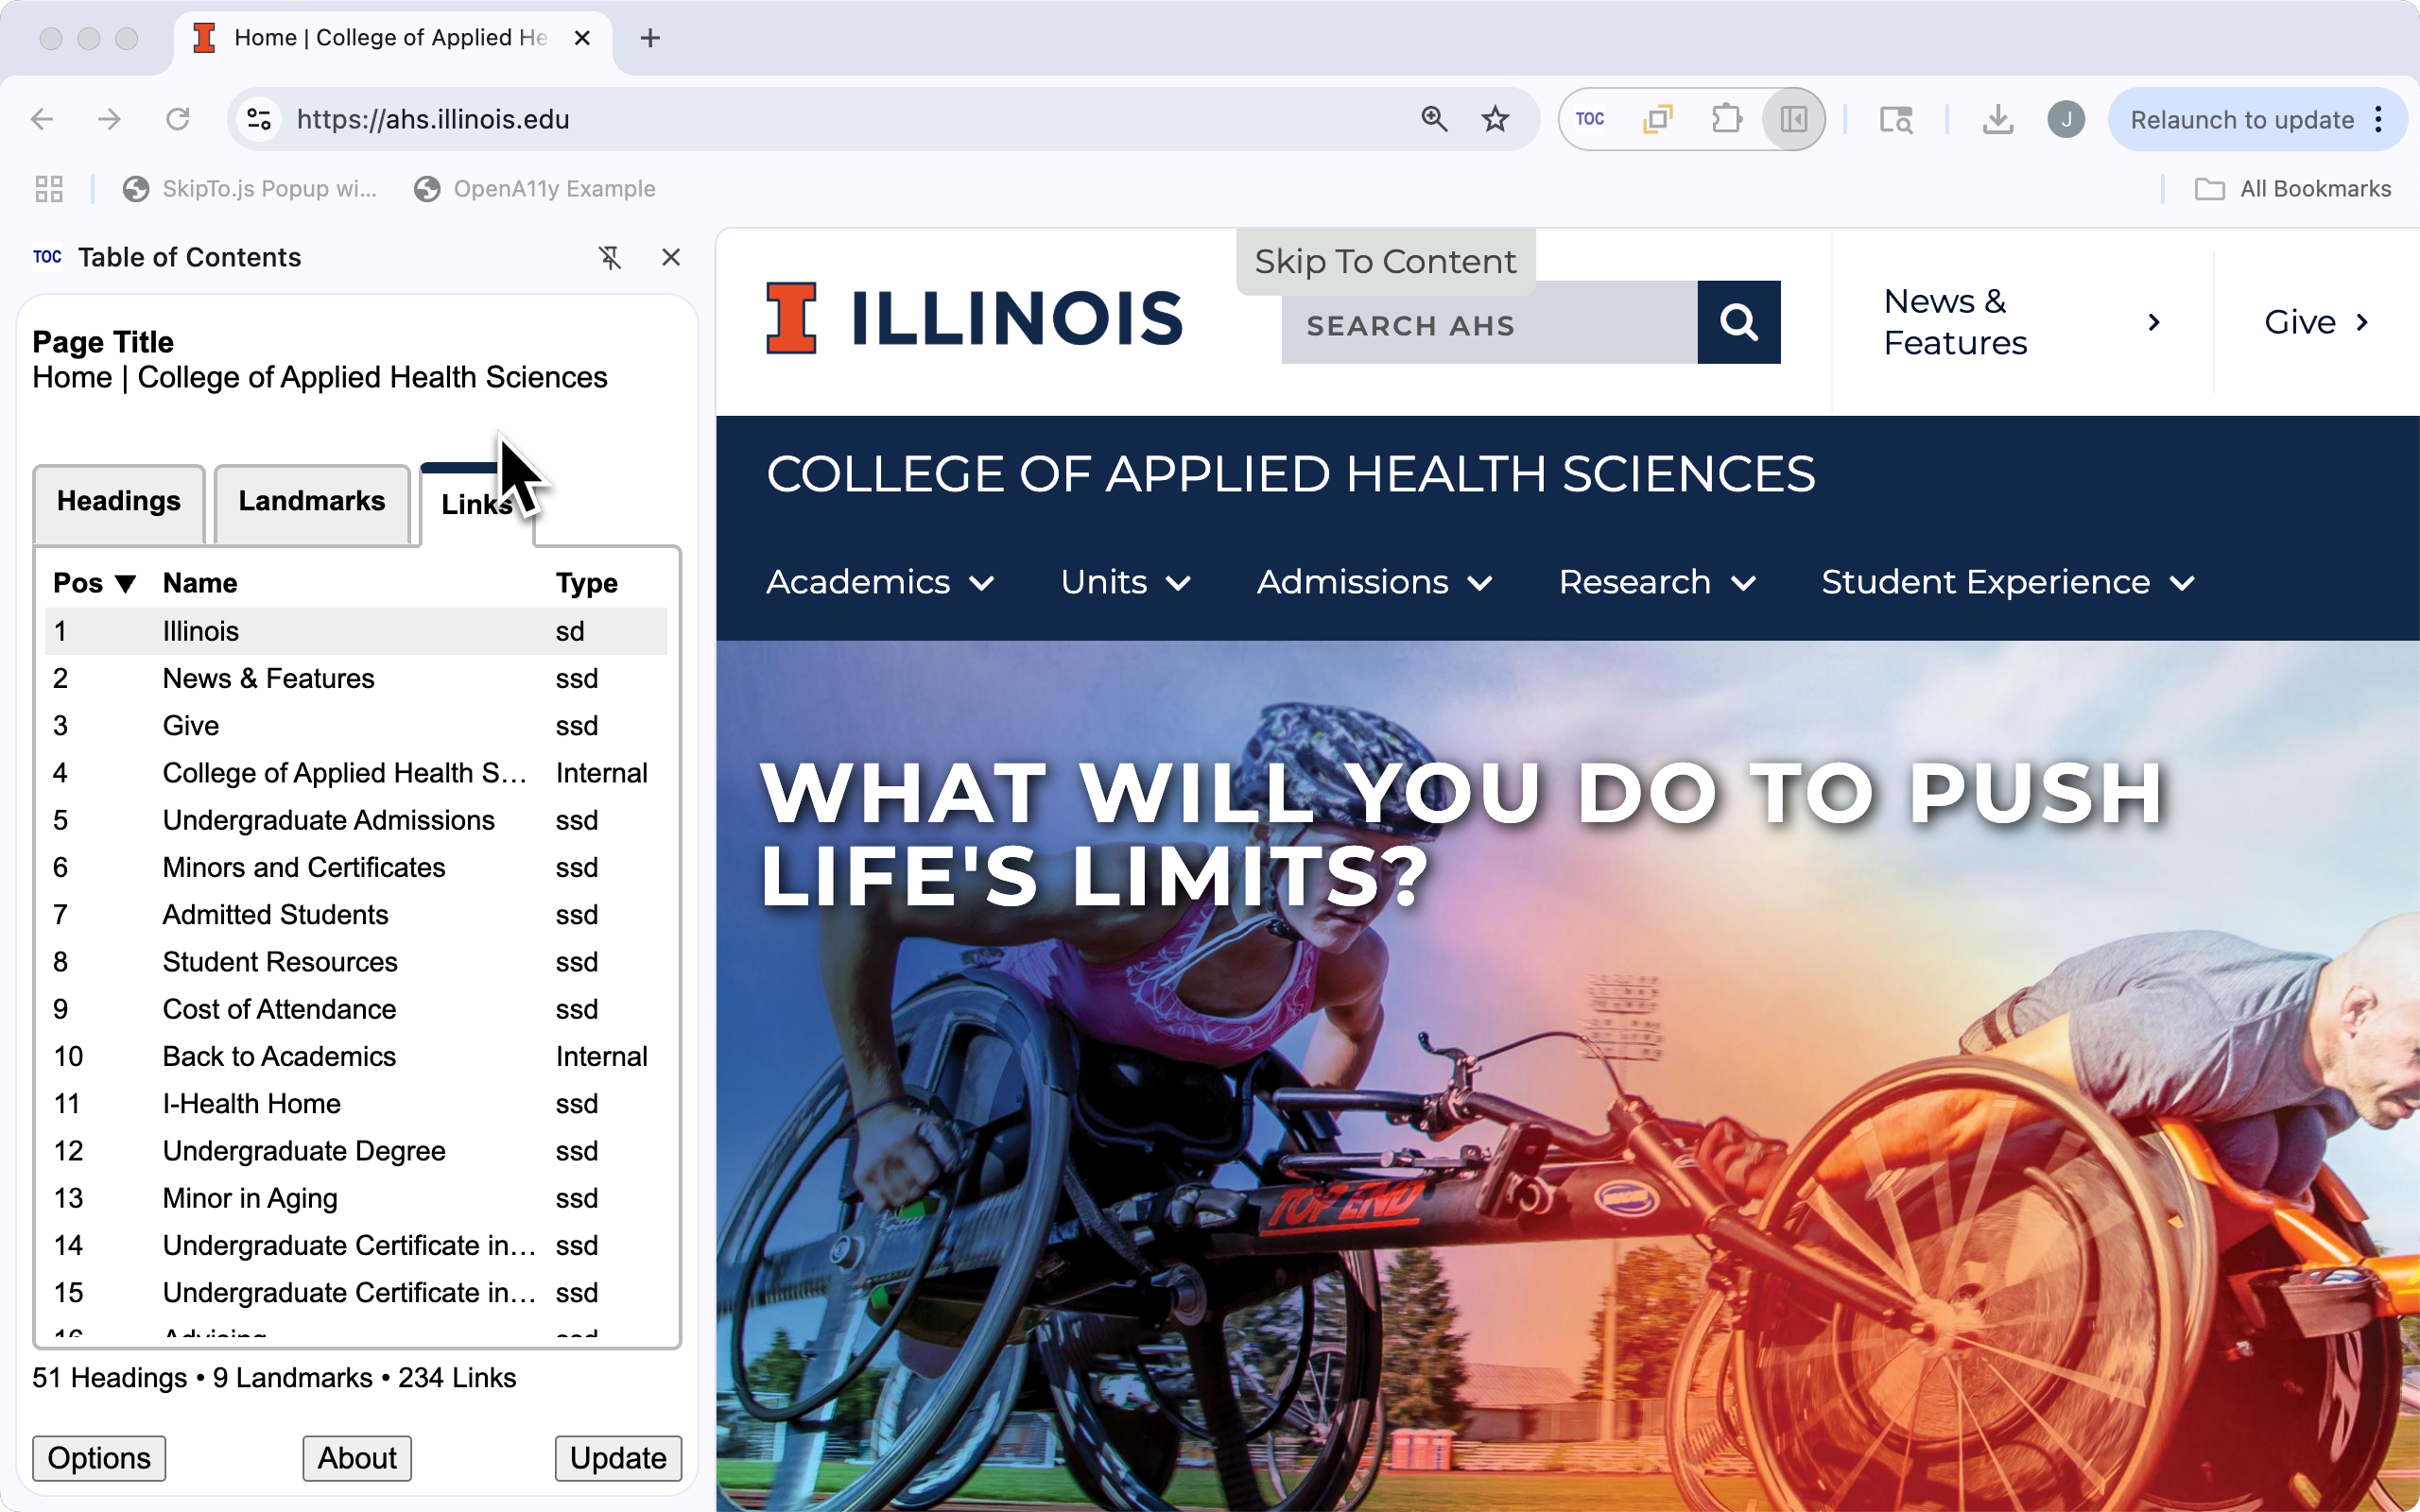 Home | College of Applied He
https://ahs.illinois.edu
TOC
J
Relaunch to update
SkipTo.js Popup wi...
OpenA11y Example
All Bookmarks
TOC Table of Contents
Page Title
Home | College of Applied Health Sciences
Headings
Landmarks
Links
Pos ▼ Name Type
1 Illinois sd
2 News & Features ssd
3 Give ssd
4 College of Applied Health S... Internal
5 Undergraduate Admissions ssd
6 Minors and Certificates ssd
7 Admitted Students ssd
8 Student Resources ssd
9 Cost of Attendance ssd
10 Back to Academics Internal
11 I-Health Home ssd
12 Undergraduate Degree ssd
13 Minor in Aging ssd
14 Undergraduate Certificate in... ssd
15 Undergraduate Certificate in... ssd
16 Advising ssd
51 Headings • 9 Landmarks • 234 Links
Options
About
Update
Skip To Content
ILLINOIS
SEARCH AHS
News &
Features
Give
COLLEGE OF APPLIED HEALTH SCIENCES
Academics
Units
Admissions
Research
Student Experience
WHAT WILL YOU DO TO PUSH
LIFE'S LIMITS?
TOP END